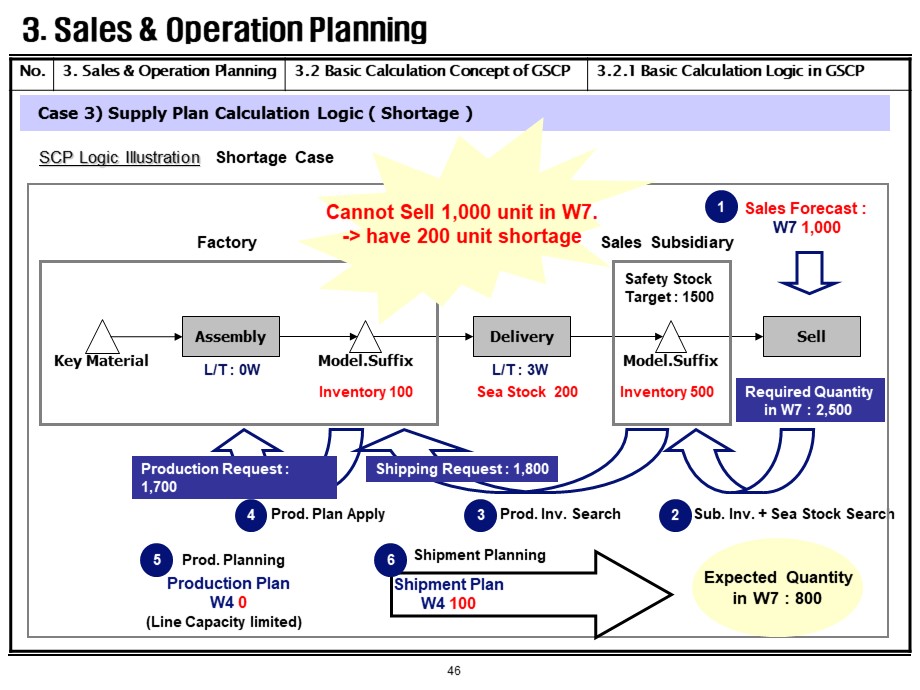 3. Sales & Operation Planning
No. 3. Sales & Operation Planning 3.2 Basic Calculation Concept of GSCP 3.2.1 Basic Calculation Logic in GSCP
Case 3) Supply Plan Calculation Logic ( Shortage )
SCP Logic Illustration Shortage Case
Cannot Sell 1,000 unit in W7.
-> have 200 unit shortage
1 Sales Forecast :
W7 1,000
Factory
Sales Subsidiary
Safety Stock
Target : 1500
Assembly
Delivery
Sell
Key Material
Model.Suffix
Model.Suffix
L/T : 0W
L/T : 3W
Inventory 100
Sea Stock 200
Inventory 500
Required Quantity
in W7 : 2,500
Production Request :
1,700
Shipping Request : 1,800
4 Prod. Plan Apply
3 Prod. Inv. Search
2 Sub. Inv. + Sea Stock Search
5 Prod. Planning
Production Plan
W4 0
(Line Capacity limited)
6 Shipment Planning
Shipment Plan
W4 100
Expected Quantity
in W7 : 800
46